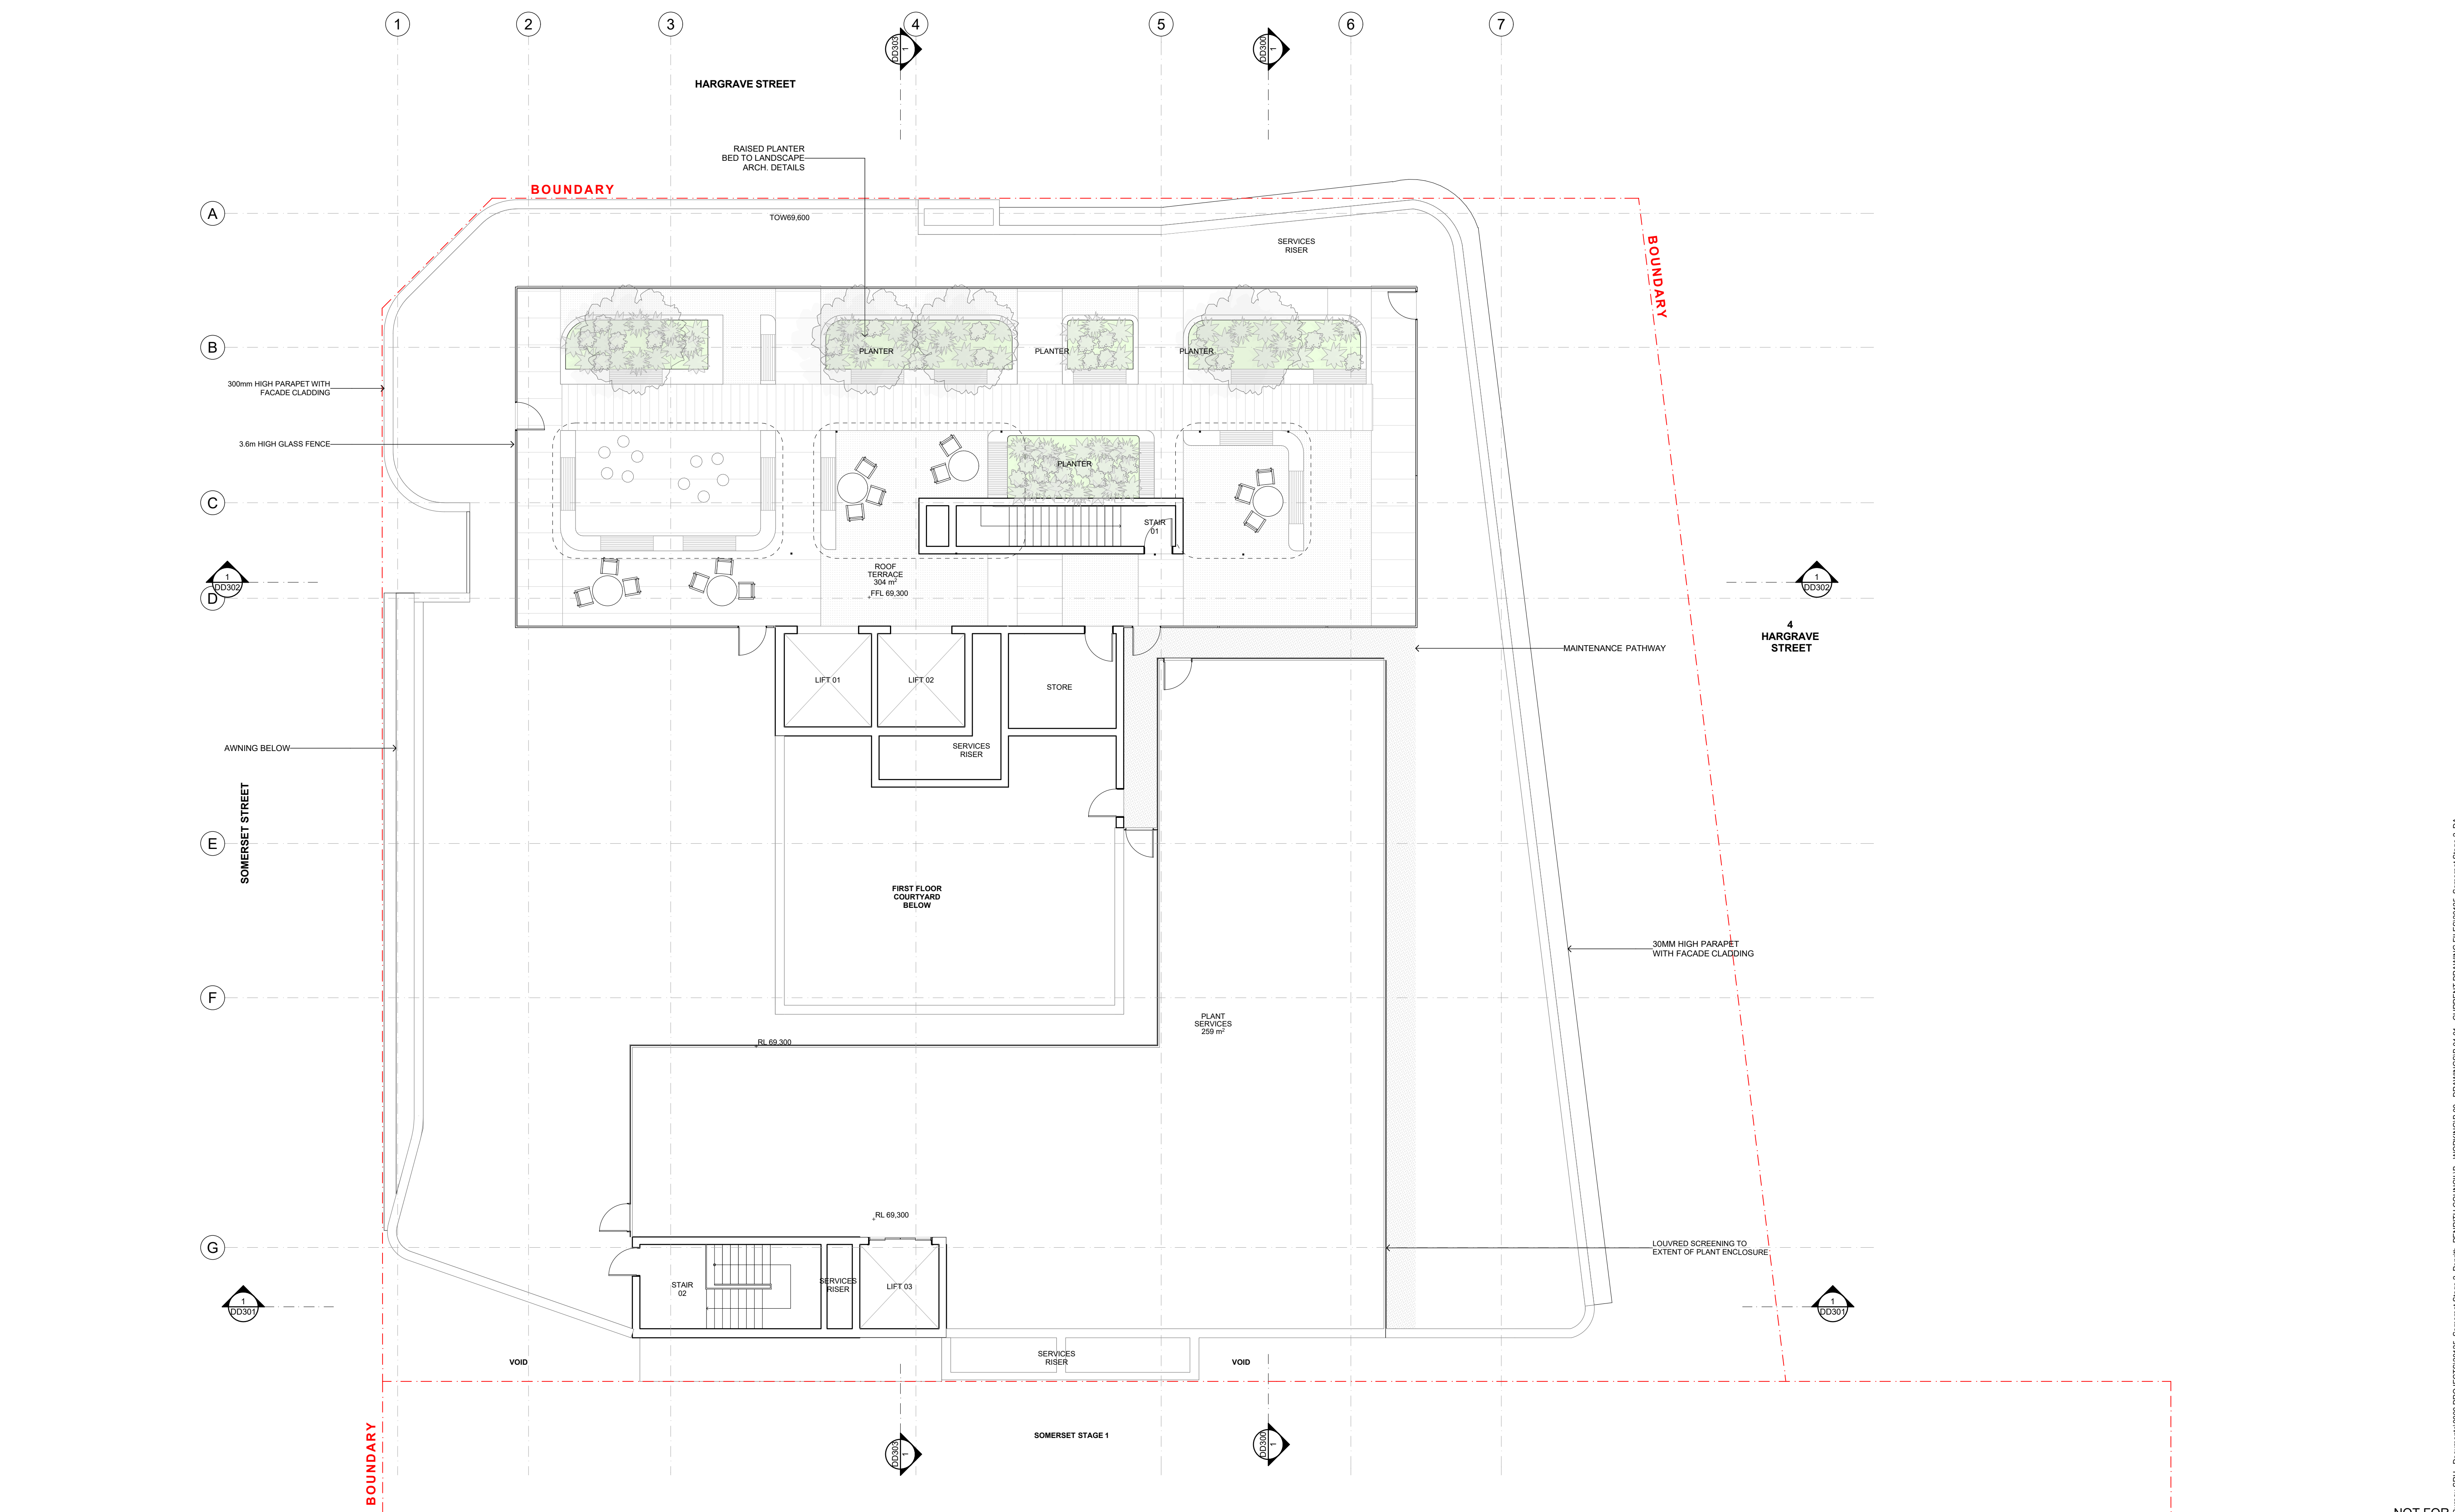 1
2
3
4
5
6
7
DD303
1
DD300
1
HARGRAVE STREET
RAISED PLANTER
BED TO LANDSCAPE
ARCH. DETAILS
BOUNDARY
A
TOW69,600
SERVICES
RISER
BOUNDARY
B
PLANTER
PLANTER
PLANTER
300mm HIGH PARAPET WITH
FACADE CLADDING
3.6m HIGH GLASS FENCE
PLANTER
C
STAIR
01
ROOF
TERRACE
304 m²
FFL 69,300
1
DD302
D
1
DD302
4
HARGRAVE
STREET
MAINTENANCE PATHWAY
LIFT 01
LIFT 02
STORE
AWNING BELOW
SERVICES
RISER
SOMERSET STREET
E
FIRST FLOOR
COURTYARD
BELOW
30MM HIGH PARAPET
WITH FACADE CLADDING
F
PLANT
SERVICES
259 m²
RL 69,300
RL 69,300
G
LOUVRED SCREENING TO
EXTENT OF PLANT ENCLOSURE
STAIR
02
SERVICES
RISER
LIFT 03
1
DD301
1
DD301
VOID
SERVICES
RISER
VOID
BOUNDARY
SOMERSET STAGE 1
DD303
1
DD300
1
NOT FOR